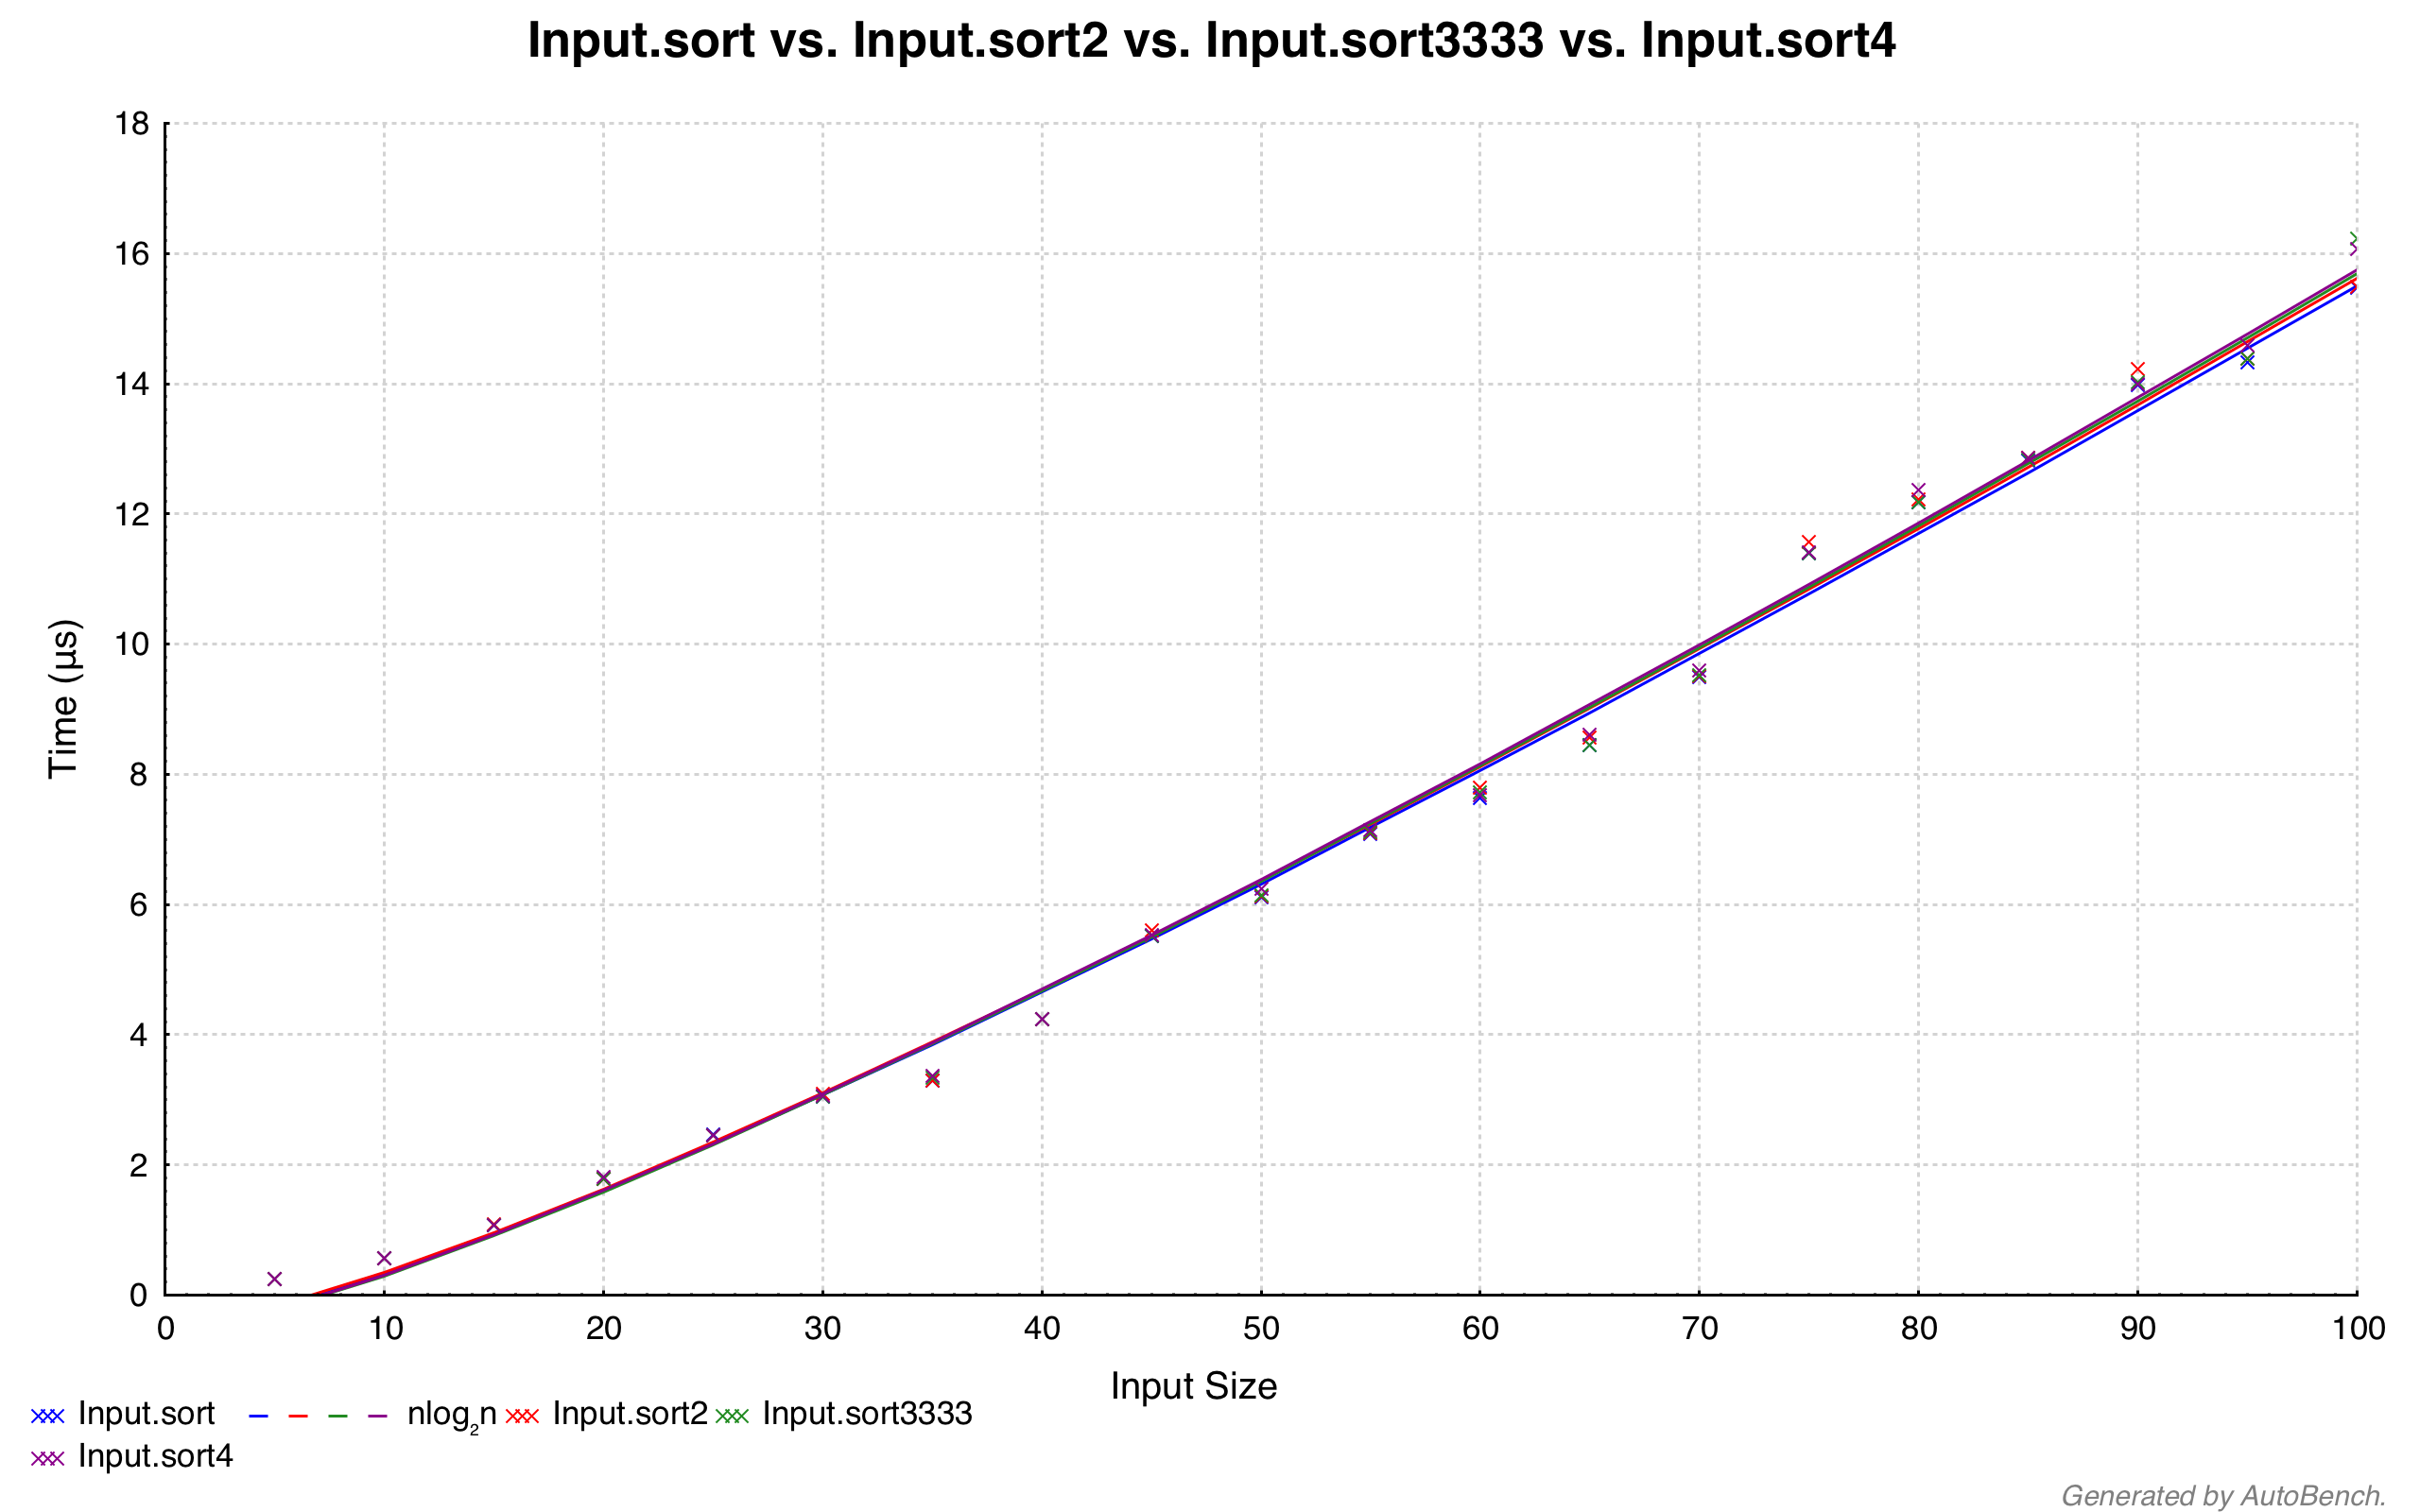 Input.sort vs. Input.sort2 vs. Input.sort3333 vs. Input.sort4
18
16
14
12
10
8
6
4
2
0
Time (µs)
0 10 20 30 40 50 60 70 80 90 100
Input Size
Input.sort nlog₂n Input.sort2 Input.sort3333
Input.sort4
Generated by AutoBench.